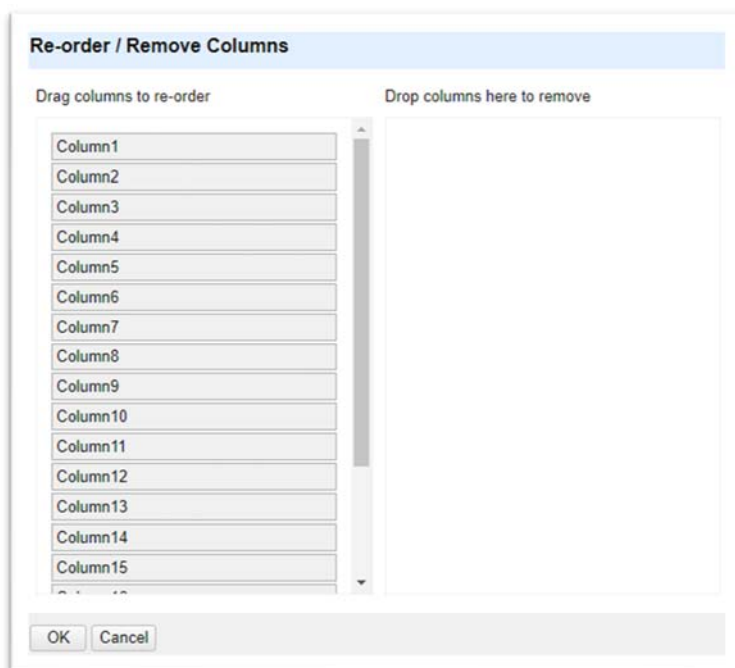 Re-order / Remove Columns
Drag columns to re-order
Drop columns here to remove
Column1
Column2
Column3
Column4
Column5
Column6
Column7
Column8
Column9
Column10
Column11
Column12
Column13
Column14
Column15
OK
Cancel